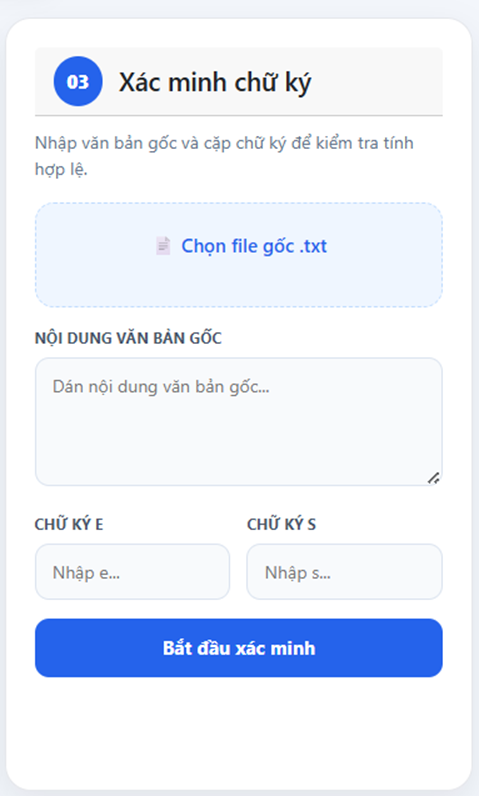 03 Xác minh chữ ký
Nhập văn bản gốc và cặp chữ ký để kiểm tra tính
hợp lệ.
Chọn file gốc .txt
NỘI DUNG VĂN BẢN GỐC
Dán nội dung văn bản gốc...
CHỮ KÝ E
CHỮ KÝ S
Nhập e...
Nhập s...
Bắt đầu xác minh